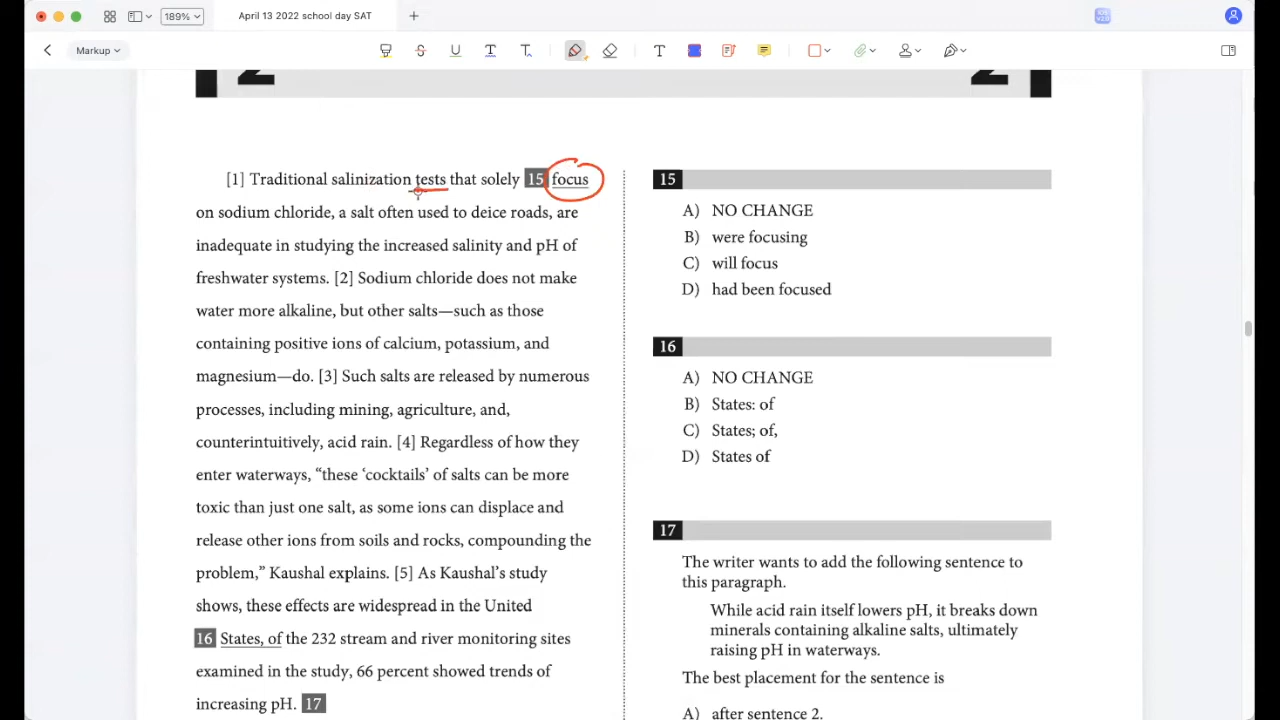 189%
April 13 2022 school day SAT
Markup
[1] Traditional salinization tests that solely 15 focus
on sodium chloride, a salt often used to deice roads, are
inadequate in studying the increased salinity and pH of
freshwater systems. [2] Sodium chloride does not make
water more alkaline, but other salts—such as those
containing positive ions of calcium, potassium, and
magnesium—do. [3] Such salts are released by numerous
processes, including mining, agriculture, and,
counterintuitively, acid rain. [4] Regardless of how they
enter waterways, “these ‘cocktails’ of salts can be more
toxic than just one salt, as some ions can displace and
release other ions from soils and rocks, compounding the
problem,” Kaushal explains. [5] As Kaushal’s study
shows, these effects are widespread in the United
16 States, of the 232 stream and river monitoring sites
examined in the study, 66 percent showed trends of
increasing pH. 17
15
A) NO CHANGE
B) were focusing
C) will focus
D) had been focused
16
A) NO CHANGE
B) States: of
C) States; of,
D) States of
17
The writer wants to add the following sentence to
this paragraph.
While acid rain itself lowers pH, it breaks down
minerals containing alkaline salts, ultimately
raising pH in waterways.
The best placement for the sentence is
A) after sentence 2.